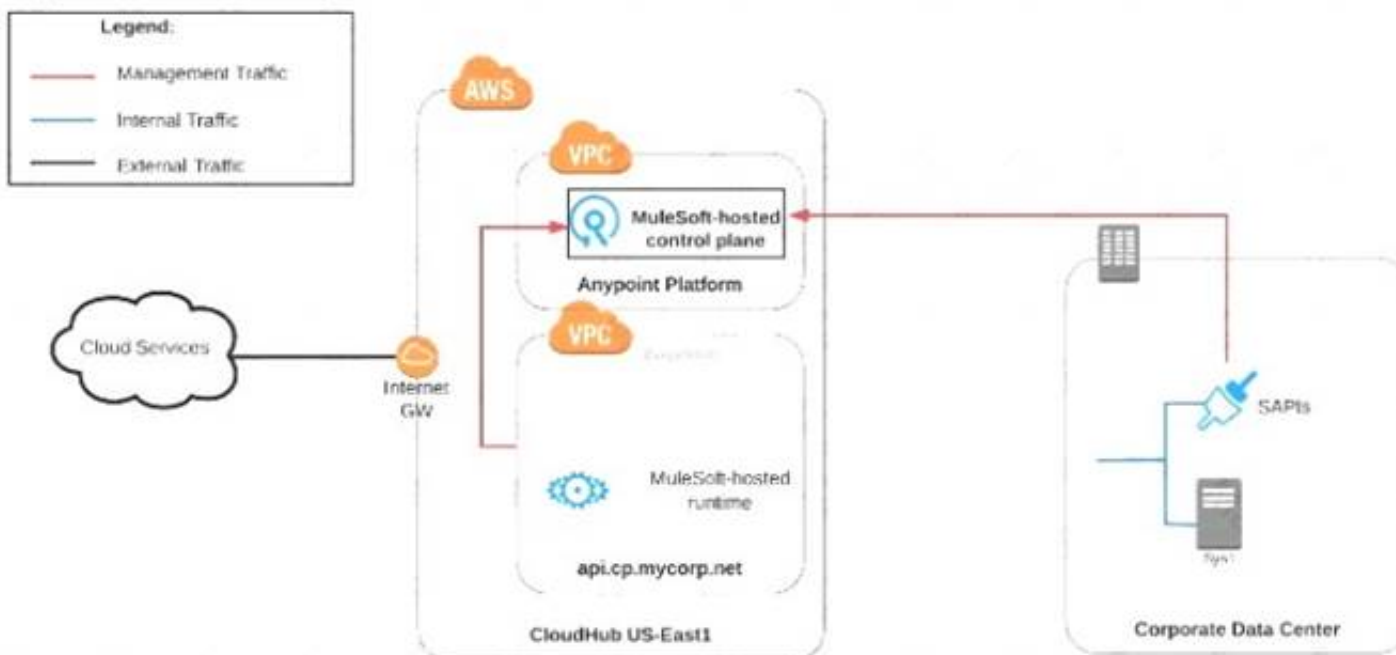 Legend:
Management Traffic
Internal Traffic
External Traffic
AWS
VPC
MuleSoft-hosted
control plane
Anypoint Platform
VPC
Cloud Services
Internet
GW
MuleSoft-hosted
runtime
api.cp.mycorp.net
CloudHub US-East1
SAPIs
Corporate Data Center